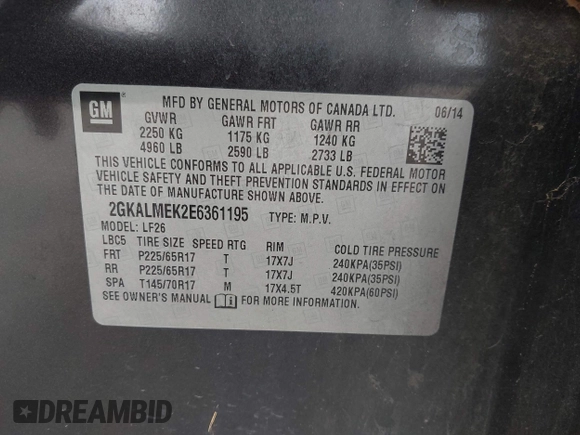 GM
MFD BY GENERAL MOTORS OF CANADA LTD. 06/14
GVWR GAWR FRT GAWR RR
2250 KG 1175 KG 1240 KG
4960 LB 2590 LB 2733 LB
THIS VEHICLE CONFORMS TO ALL APPLICABLE U.S. FEDERAL MOTOR
VEHICLE SAFETY AND THEFT PREVENTION STANDARDS IN EFFECT ON
THE DATE OF MANUFACTURE SHOWN ABOVE.
2GKALMEK2E6361195 TYPE: M.P.V.
MODEL: LF26
LBC5 TIRE SIZE SPEED RTG RIM COLD TIRE PRESSURE
FRT P225/65R17 T 17X7J 240KPA(35PSI)
RR P225/65R17 T 17X7J 240KPA(35PSI)
SPA T145/70R17 M 17X4.5T 420KPA(60PSI)
SEE OWNER'S MANUAL FOR MORE INFORMATION.
DREAMBID